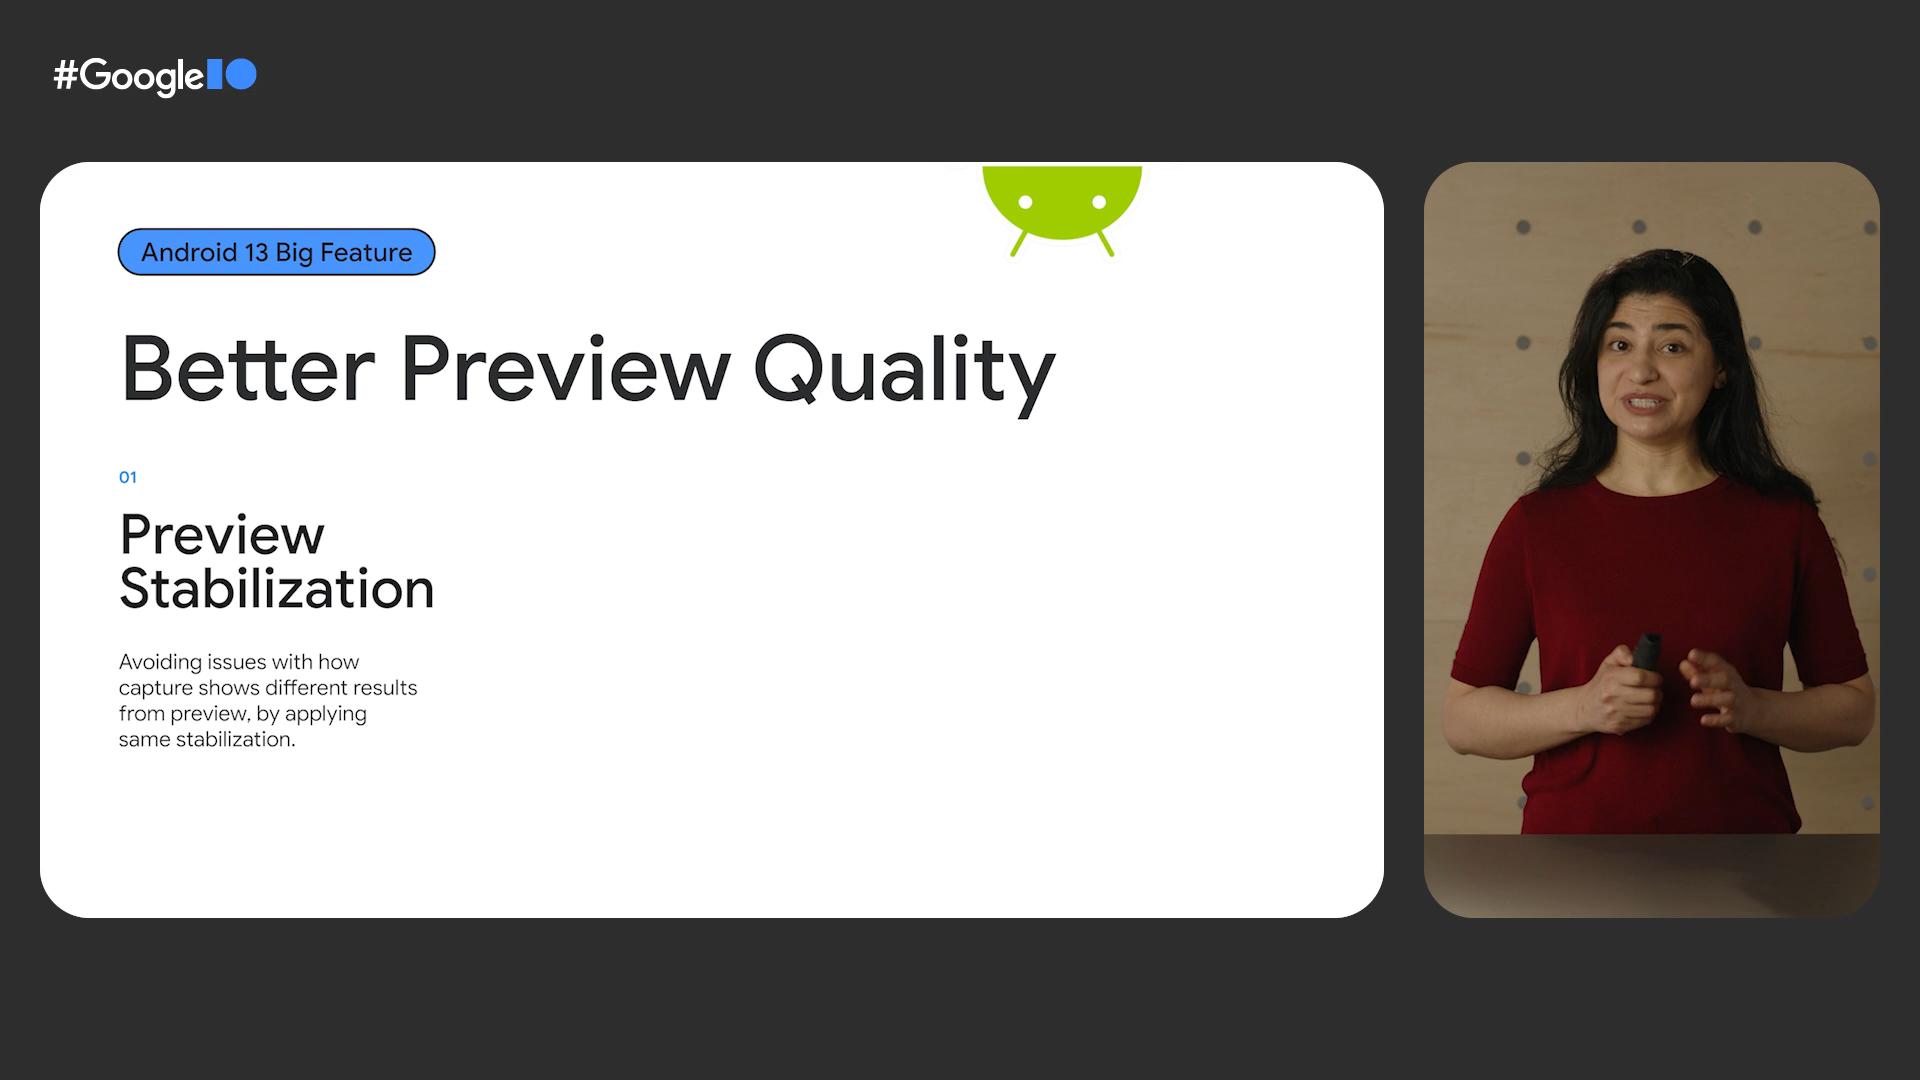 #GoogleIO
Android 13 Big Feature
Better Preview Quality
01
Preview
Stabilization
Avoiding issues with how
capture shows different results
from preview, by applying
same stabilization.